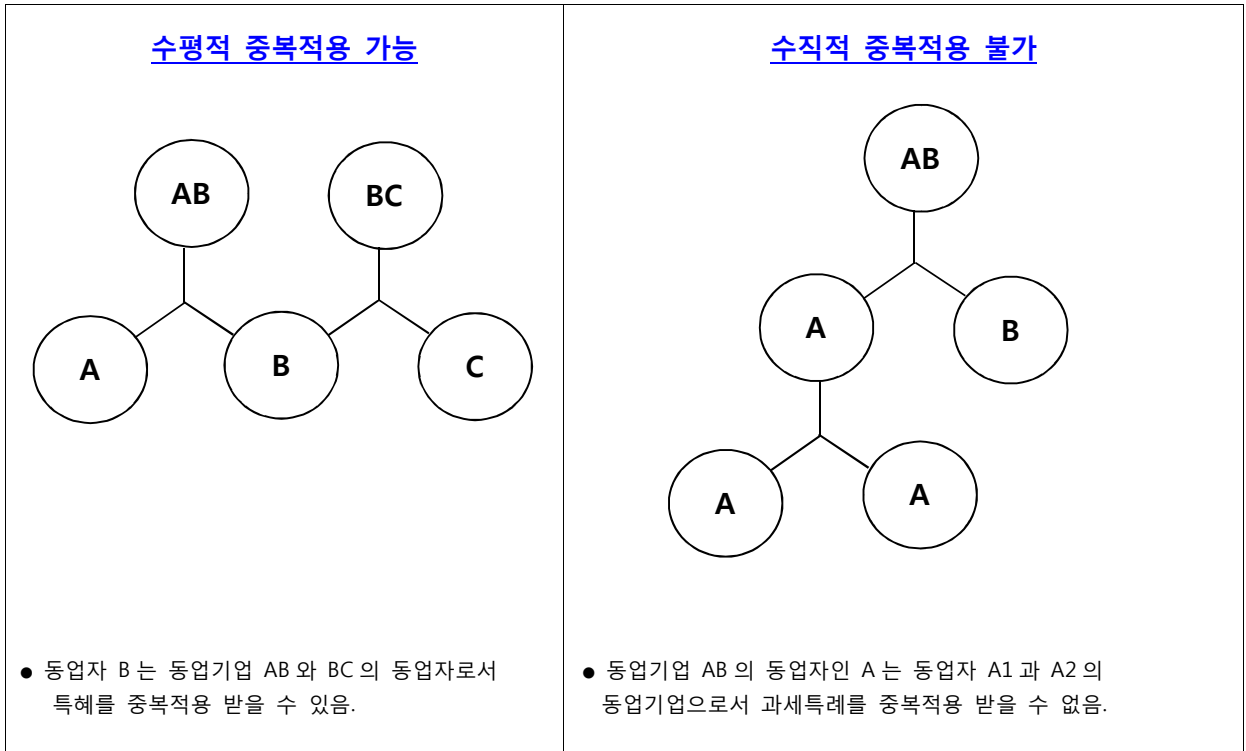 수평적 중복적용 가능
AB
BC
A
B
C
● 동업자 B 는 동업기업 AB 와 BC 의 동업자로서
특혜를 중복적용 받을 수 있음.
수직적 중복적용 불가
AB
A
B
A
A
● 동업기업 AB 의 동업자인 A 는 동업자 A1 과 A2 의
동업기업으로서 과세특례를 중복적용 받을 수 없음.